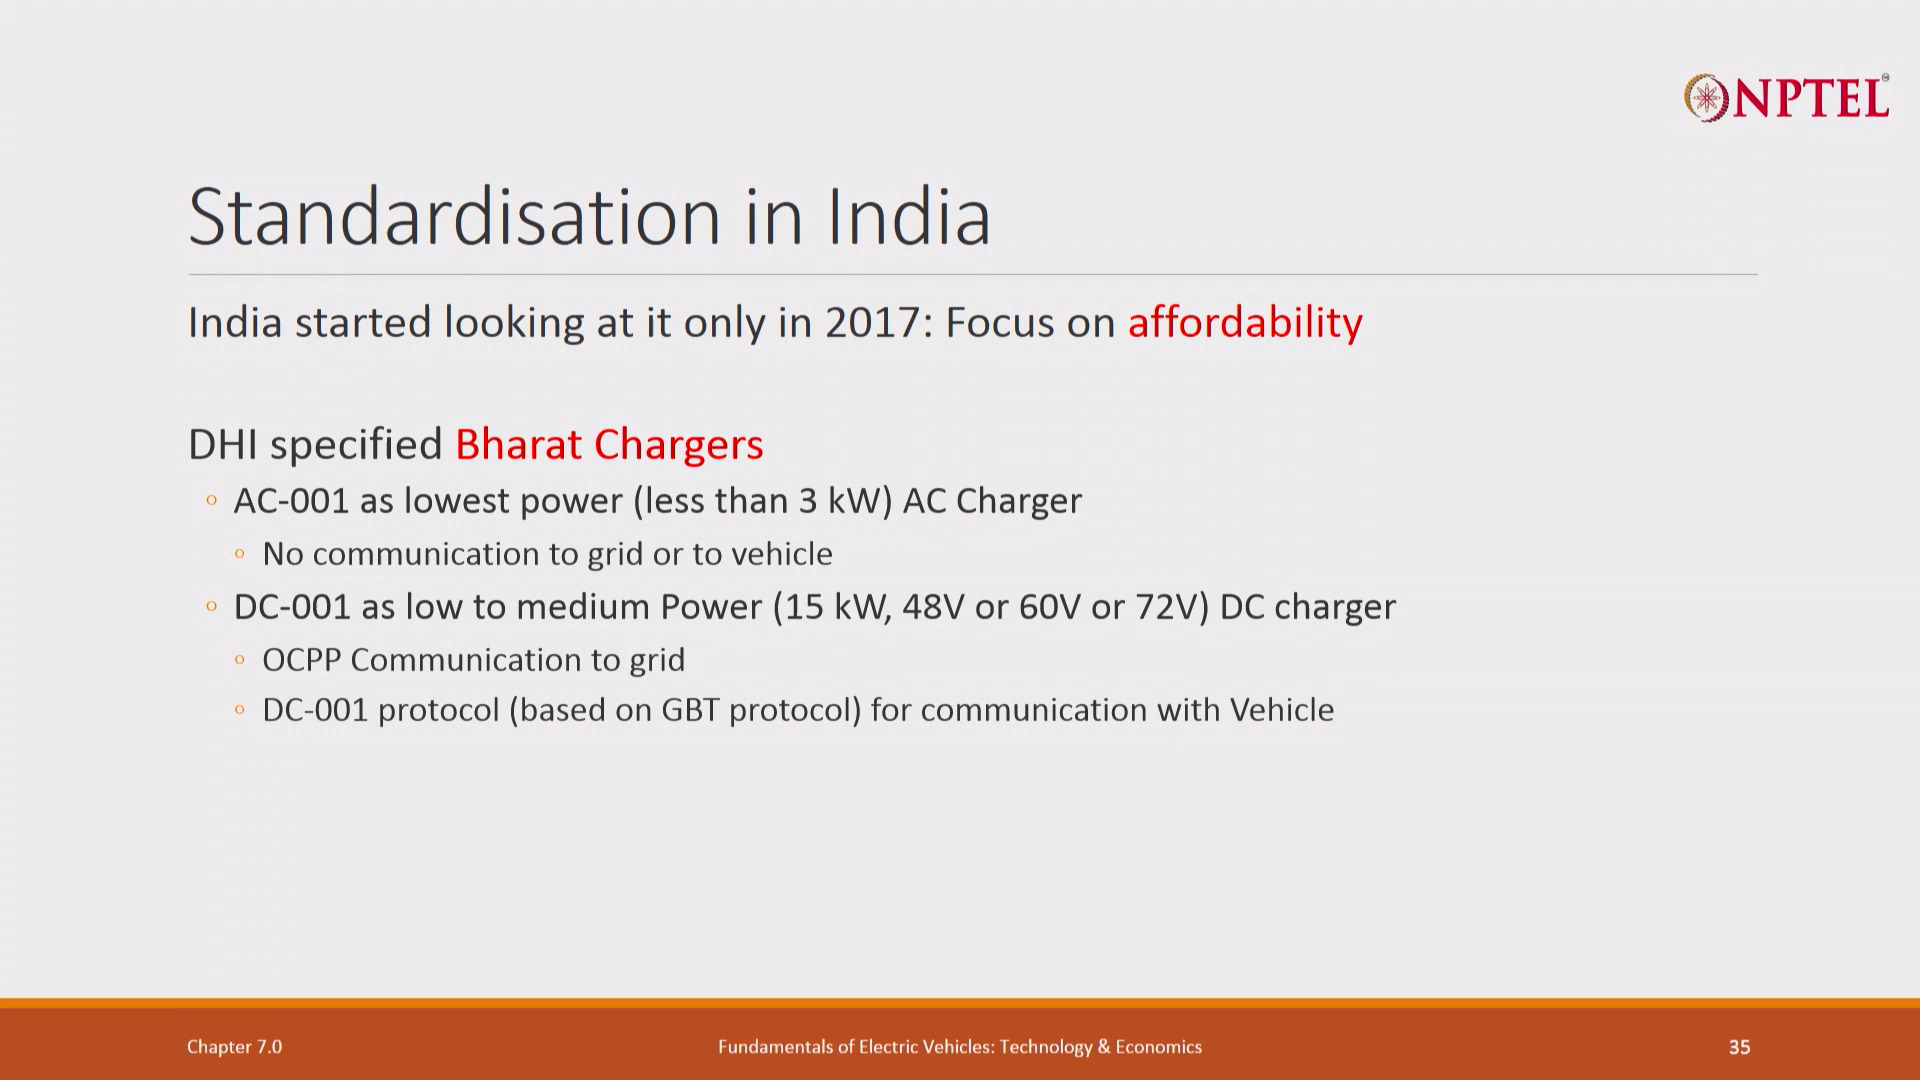 NPTEL™
Standardisation in India
India started looking at it only in 2017: Focus on affordability
DHI specified Bharat Chargers
◦ AC-001 as lowest power (less than 3 kW) AC Charger
◦ No communication to grid or to vehicle
◦ DC-001 as low to medium Power (15 kW, 48V or 60V or 72V) DC charger
◦ OCPP Communication to grid
◦ DC-001 protocol (based on GBT protocol) for communication with Vehicle
Chapter 7.0
Fundamentals of Electric Vehicles: Technology & Economics
35